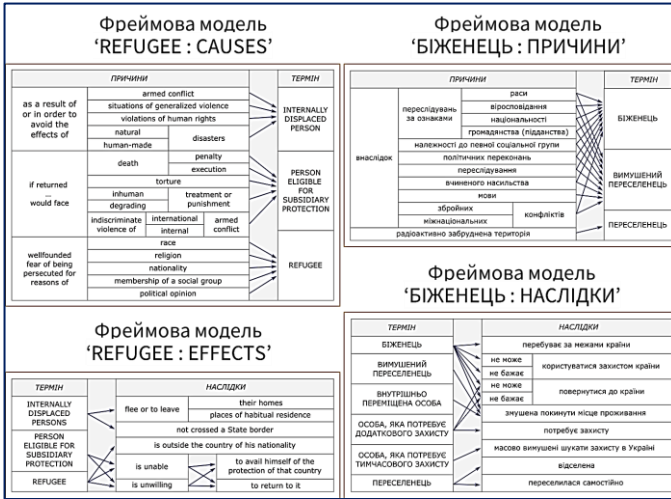 Фреймова модель
‘REFUGEE : CAUSES’
ПРИЧИНИ
ТЕРМІН
as a result of
or in order to
avoid the
effects of
armed conflict
situations of generalized violence
violations of human rights
natural
human-made
disasters
INTERNALLY
DISPLACED
PERSON
if returned
...
would face
death
penalty
execution
torture
inhuman
degrading
treatment or
punishment
indiscriminate
violence of
international
internal
armed
conflict
PERSON
ELIGIBLE
FOR
SUBSIDIARY
PROTECTION
wellfounded
fear of being
persecuted for
reasons of
race
religion
nationality
membership of a social group
political opinion
REFUGEE
Фреймова модель
‘БІЖЕНЕЦЬ : ПРИЧИНИ’
ПРИЧИНИ
ТЕРМІН
внаслідок
переслідувань
за ознаками
раси
віросповідання
національності
громадянства (підданства)
належності до певної соціальної групи
політичних переконань
переслідування
вчиненого насильства
мови
збройних
міжнаціональних
конфліктів
радіоактивно забруднена територія
БІЖЕНЕЦЬ
ВИМУШЕНИЙ
ПЕРЕСЕЛЕНЕЦЬ
ПЕРЕСЕЛЕНЕЦЬ
Фреймова модель
‘REFUGEE : EFFECTS’
ТЕРМІН
НАСЛІДКИ
INTERNALLY
DISPLACED
PERSONS
PERSON
ELIGIBLE FOR
SUBSIDIARY
PROTECTION
REFUGEE
flee or to leave
their homes
places of habitual residence
not crossed a State border
is outside the country of his nationality
is unable
is unwilling
to avail himself of the
protection of that country
to return to it
Фреймова модель
‘БІЖЕНЕЦЬ : НАСЛІДКИ’
ТЕРМІН
НАСЛІДКИ
БІЖЕНЕЦЬ
ВИМУШЕНИЙ
ПЕРЕСЕЛЕНЕЦЬ
ВНУТРІШНЬО
ПЕРЕМІЩЕНА ОСОБА
ОСОБА, ЯКА ПОТРЕБУЄ
ДОДАТКОВОГО ЗАХИСТУ
ОСОБА, ЯКА ПОТРЕБУЄ
ТИМЧАСОВОГО ЗАХИСТУ
ПЕРЕСЕЛЕНЕЦЬ
перебуває за межами країни
не може
не бажає
користуватися захистом країни
не може
не бажає
повернутися до країни
змушена покинути місце проживання
потребує захисту
масово вимушені шукати захисту в Україні
відселена
переселилася самостійно